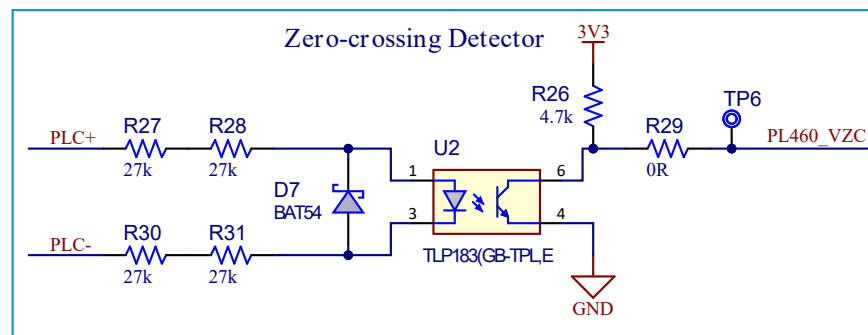 Zero-crossing Detector
3V3
R26
4.7k
TP6
PLC+
R27
27k
R28
27k
R29
0R
PL460_VZC
U2
1
6
D7
BAT54
3
4
PLC-
R30
27k
R31
27k
TLP183(GB-TPL,E
GND